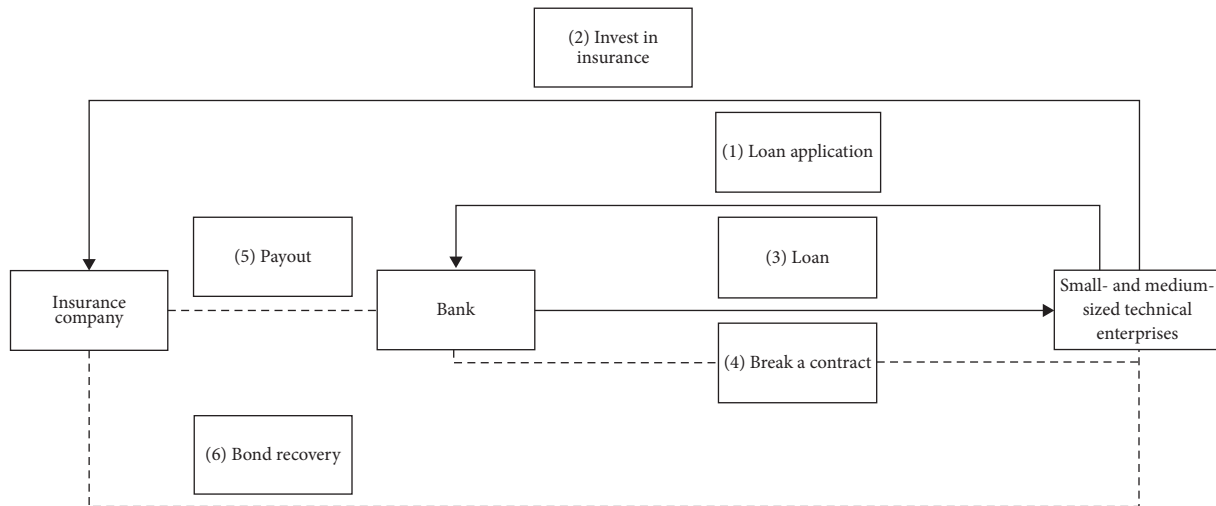 (2) Invest in
insurance
(1) Loan application
(5) Payout
(3) Loan
Insurance
company
Bank
Small- and medium-
sized technical
enterprises
(4) Break a contract
(6) Bond recovery